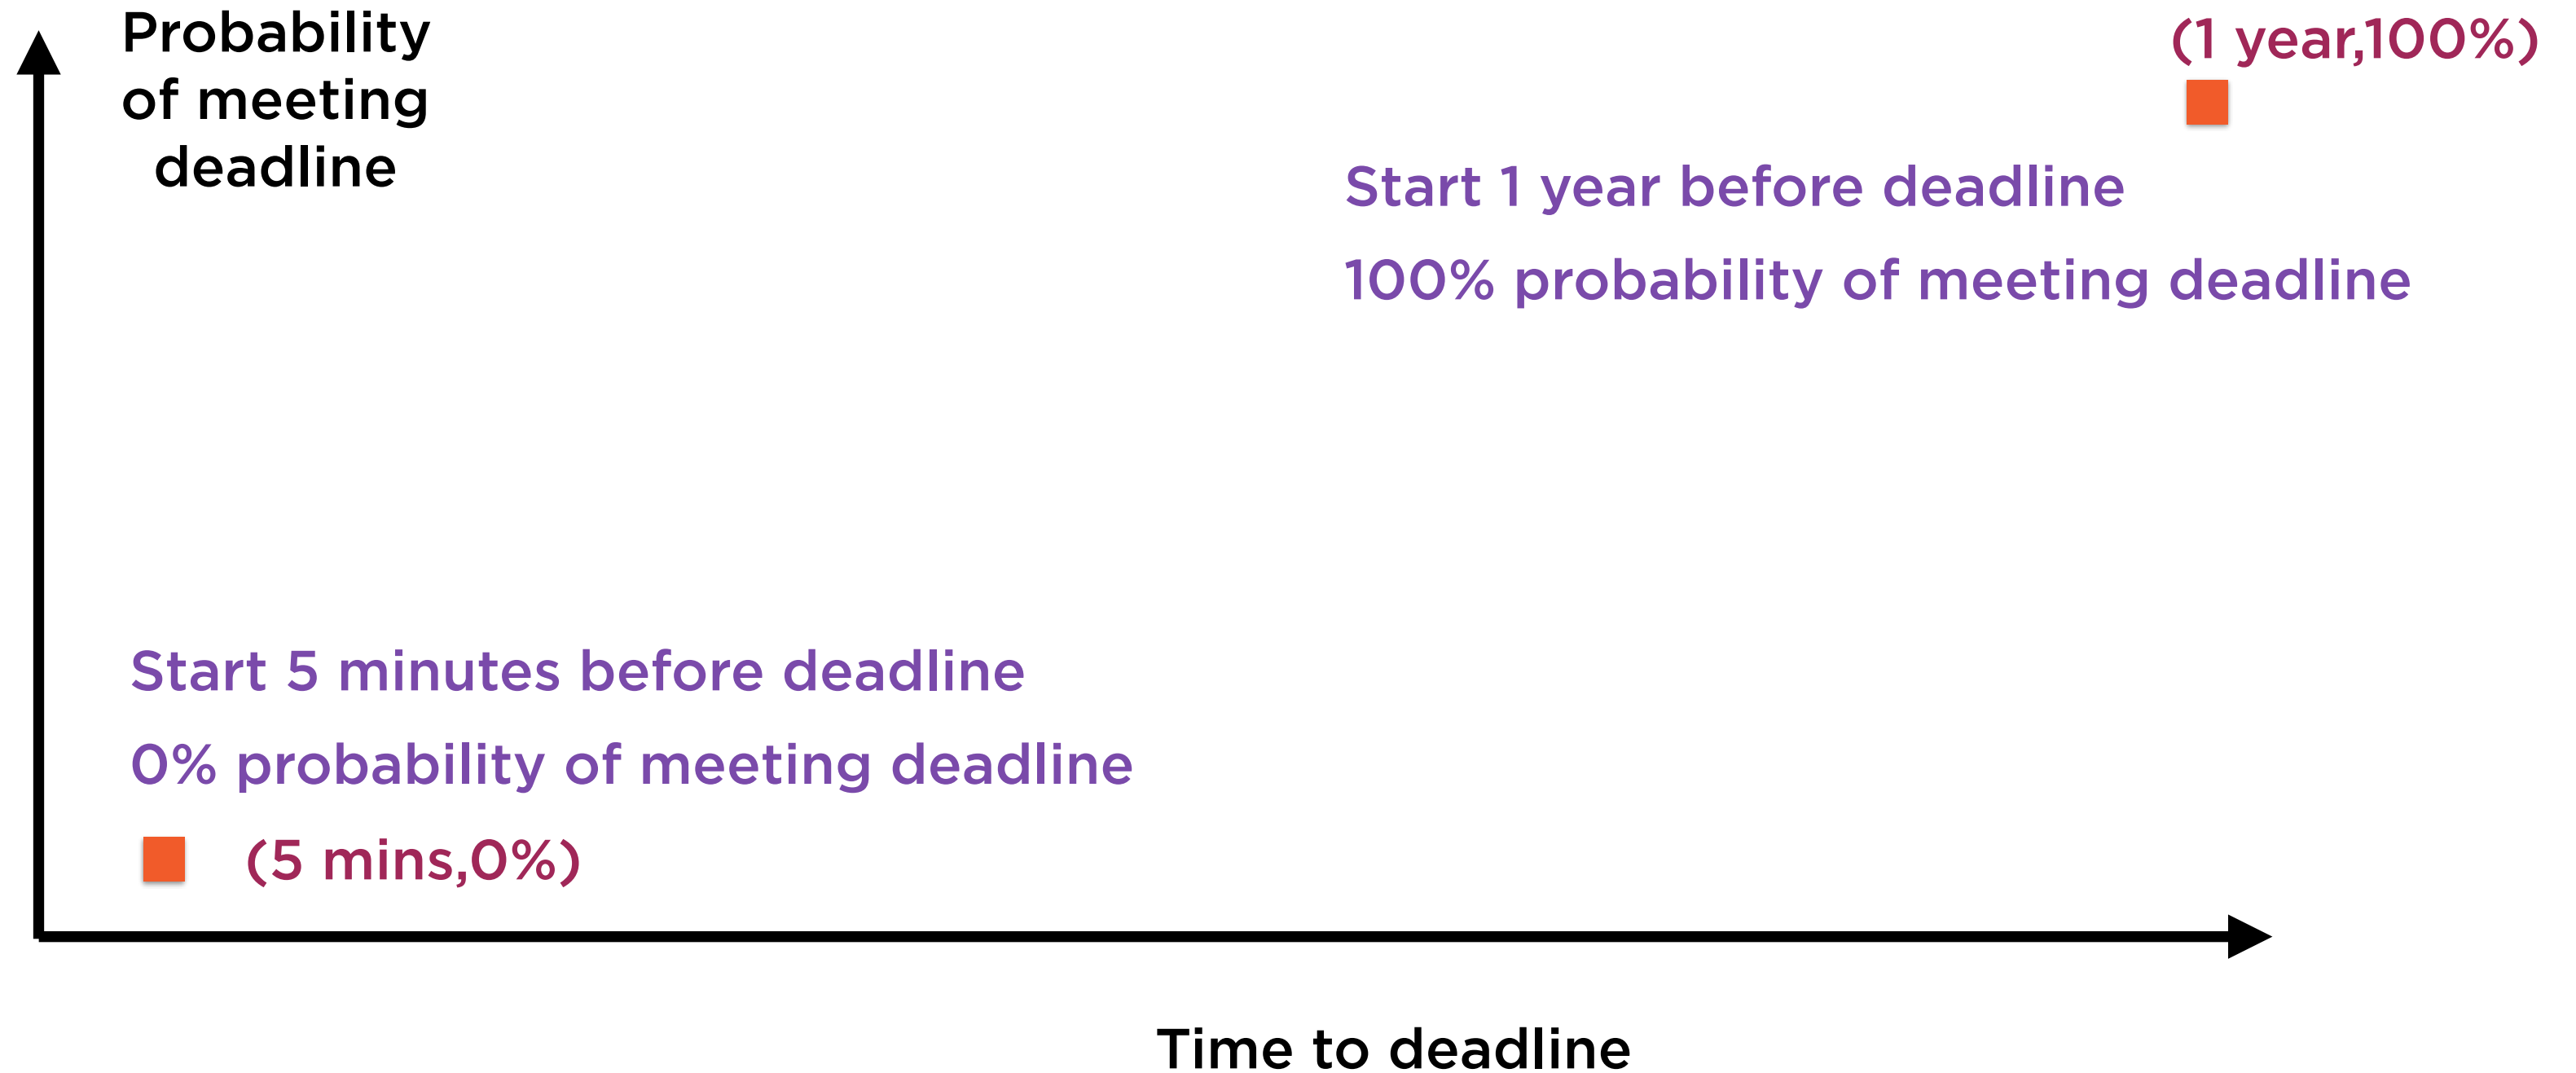 Probability
of meeting
deadline
(1 year,100%)
Start 1 year before deadline
100% probability of meeting deadline
Start 5 minutes before deadline
0% probability of meeting deadline
(5 mins,0%)
Time to deadline